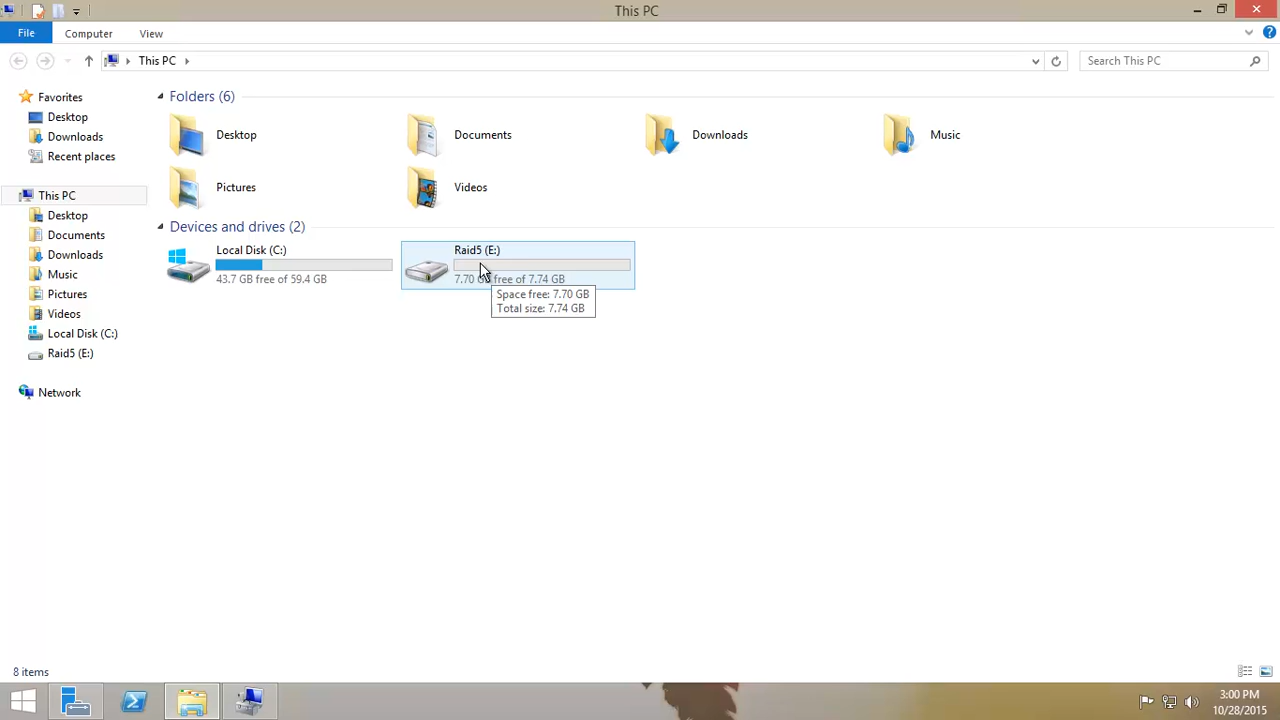 This PC
File
Computer
View
This PC
Search This PC
Favorites
Desktop
Downloads
Recent places
This PC
Desktop
Documents
Downloads
Music
Pictures
Videos
Local Disk (C:)
Raid5 (E:)
Network
Folders (6)
Desktop
Documents
Downloads
Music
Pictures
Videos
Devices and drives (2)
Local Disk (C:)
43.7 GB free of 59.4 GB
Raid5 (E:)
7.70 free of 7.74 GB
Space free: 7.70 GB
Total size: 7.74 GB
8 items
3:00 PM
10/28/2015